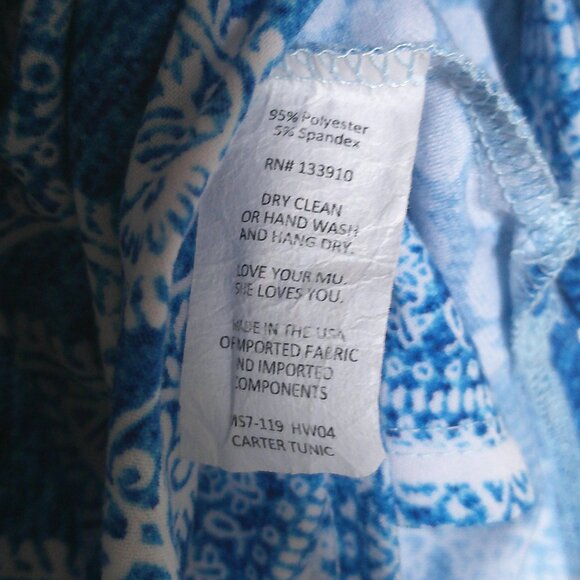 95% Polyester
5% Spandex
RN# 133910
DRY CLEAN
OR HAND WASH
AND HANG DRY.
LOVE YOUR MU.
SHE LOVES YOU.
MADE IN THE USA
OF IMPORTED FABRIC
AND IMPORTED
COMPONENTS
MS7-119 HW04
CARTER TUNIC